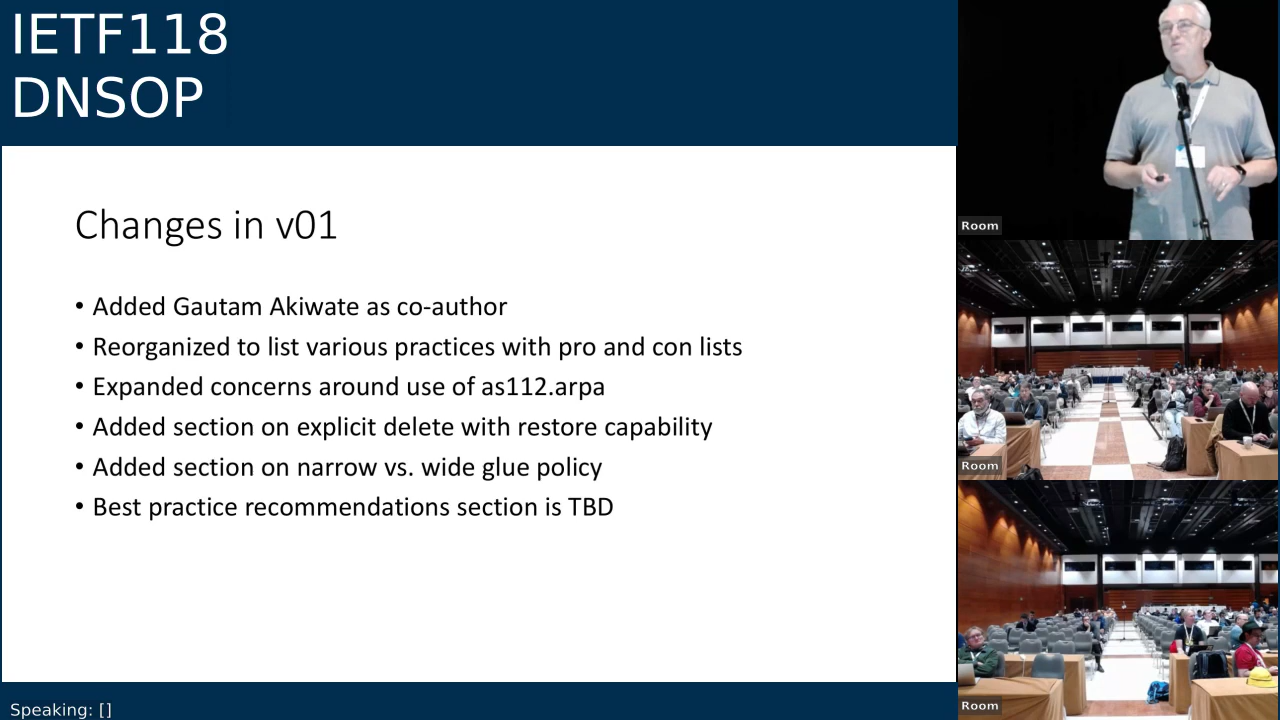 IETF118
DNSOP
Changes in v01
• Added Gautam Akiwate as co-author
• Reorganized to list various practices with pro and con lists
• Expanded concerns around use of as112.arpa
• Added section on explicit delete with restore capability
• Added section on narrow vs. wide glue policy
• Best practice recommendations section is TBD
Speaking: []
Room
Room
Room